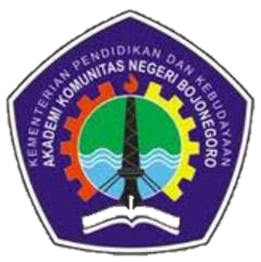 KEMENTERIAN PENDIDIKAN DAN KEBUDAYAAN
AKADEMI KOMUNITAS NEGERI BOJONEGORO